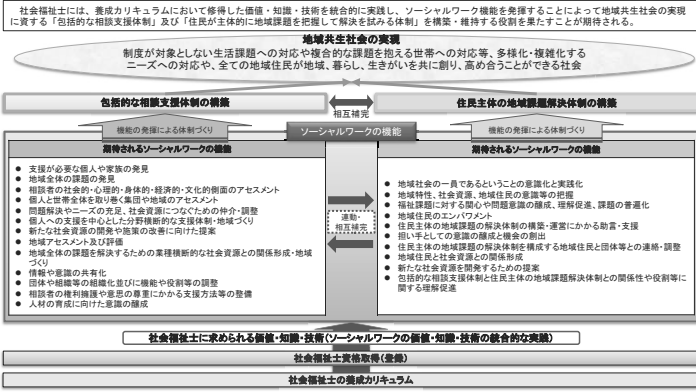 社会福祉士には、養成カリキュラムにおいて修得した価値・知識・技術を統合的に実践し、ソーシャルワーク機能を発揮することによって地域共生社会の実現
に資する「包括的な相談支援体制」及び「住民が主体的に地域課題を把握して解決を試みる体制」を構築・維持する役割を果たすことが期待される。
地域共生社会の実現
制度が対象としない生活課題への対応や複合的な課題を抱える世帯への対応等、多様化・複雑化する
ニーズへの対応や、全ての地域住民が地域、暮らし、生きがいを共に創り、高め合うことができる社会
包括的な相談支援体制の構築
相互補完
住民主体の地域課題解決体制の構築
機能の発揮による体制づくり
ソーシャルワークの機能
機能の発揮による体制づくり
期待されるソーシャルワークの機能
● 支援が必要な個人や家族の発見
● 地域全体の課題の発見
● 相談者の社会的・心理的・身体的・経済的・文化的側面のアセスメント
● 個人と世帯全体を取り巻く集団や地域のアセスメント
● 問題解決やニーズの充足、社会資源につなぐための仲介・調整
● 個人への支援を中心とした分野横断的な支援体制・地域づくり
● 新たな社会資源の開発や施策の改善に向けた提案
● 地域アセスメント及び評価
● 地域全体の課題を解決するための業種横断的な社会資源との関係形成・地域
づくり
● 情報や意識の共有化
● 団体や組織等の組織化並びに機能や役割等の調整
● 相談者の権利擁護や意思の尊重にかかる支援方法等の整備
● 人材の育成に向けた意識の醸成
連動・
相互補完
期待されるソーシャルワークの機能
● 地域社会の一員であるということの意識化と実践化
● 地域特性、社会資源、地域住民の意識等の把握
● 福祉課題に対する関心や問題意識の醸成、理解促進、課題の普遍化
● 地域住民のエンパワメント
● 住民主体の地域課題の解決体制の構築・運営にかかる助言・支援
● 担い手としての意識の醸成と機会の創出
● 住民主体の地域課題の解決体制を構成する地域住民と団体等との連絡・調整
● 地域住民と社会資源との関係形成
● 新たな社会資源を開発するための提案
● 包括的な相談支援体制と住民主体の地域課題解決体制との関係性や役割等に
関する理解促進
社会福祉士に求められる価値・知識・技術(ソーシャルワークの価値・知識・技術の統合的な実践)
社会福祉士資格取得(登録)
社会福祉士の養成カリキュラム